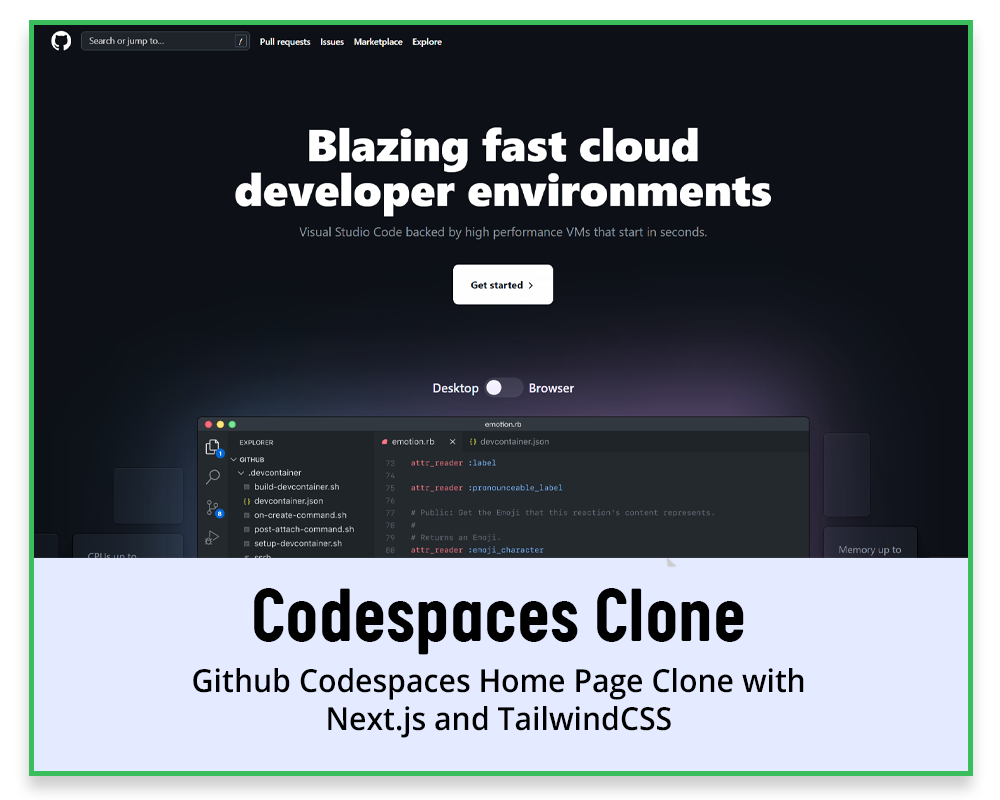 Search or jump to... /
Pull requests Issues Marketplace Explore
Blazing fast cloud
developer environments
Visual Studio Code backed by high performance VMs that start in seconds.
Get started >
Desktop Browser
emotion.rb
EXPLORER
GITHUB
.devcontainer
build-devcontainer.sh
{} devcontainer.json
on-create-command.sh
post-attach-command.sh
setup-devcontainer.sh
1
8
emotion.rb × {} devcontainer.json
73 attr_reader :label
74
75 attr_reader :pronounceable_label
76
77 # Public: Get the Emoji that this reaction's content represents.
78 #
79 # Returns an Emoji.
80 attr_reader :emoji_character
CPUs up to
Memory up to
Codespaces Clone
Github Codespaces Home Page Clone with
Next.js and TailwindCSS